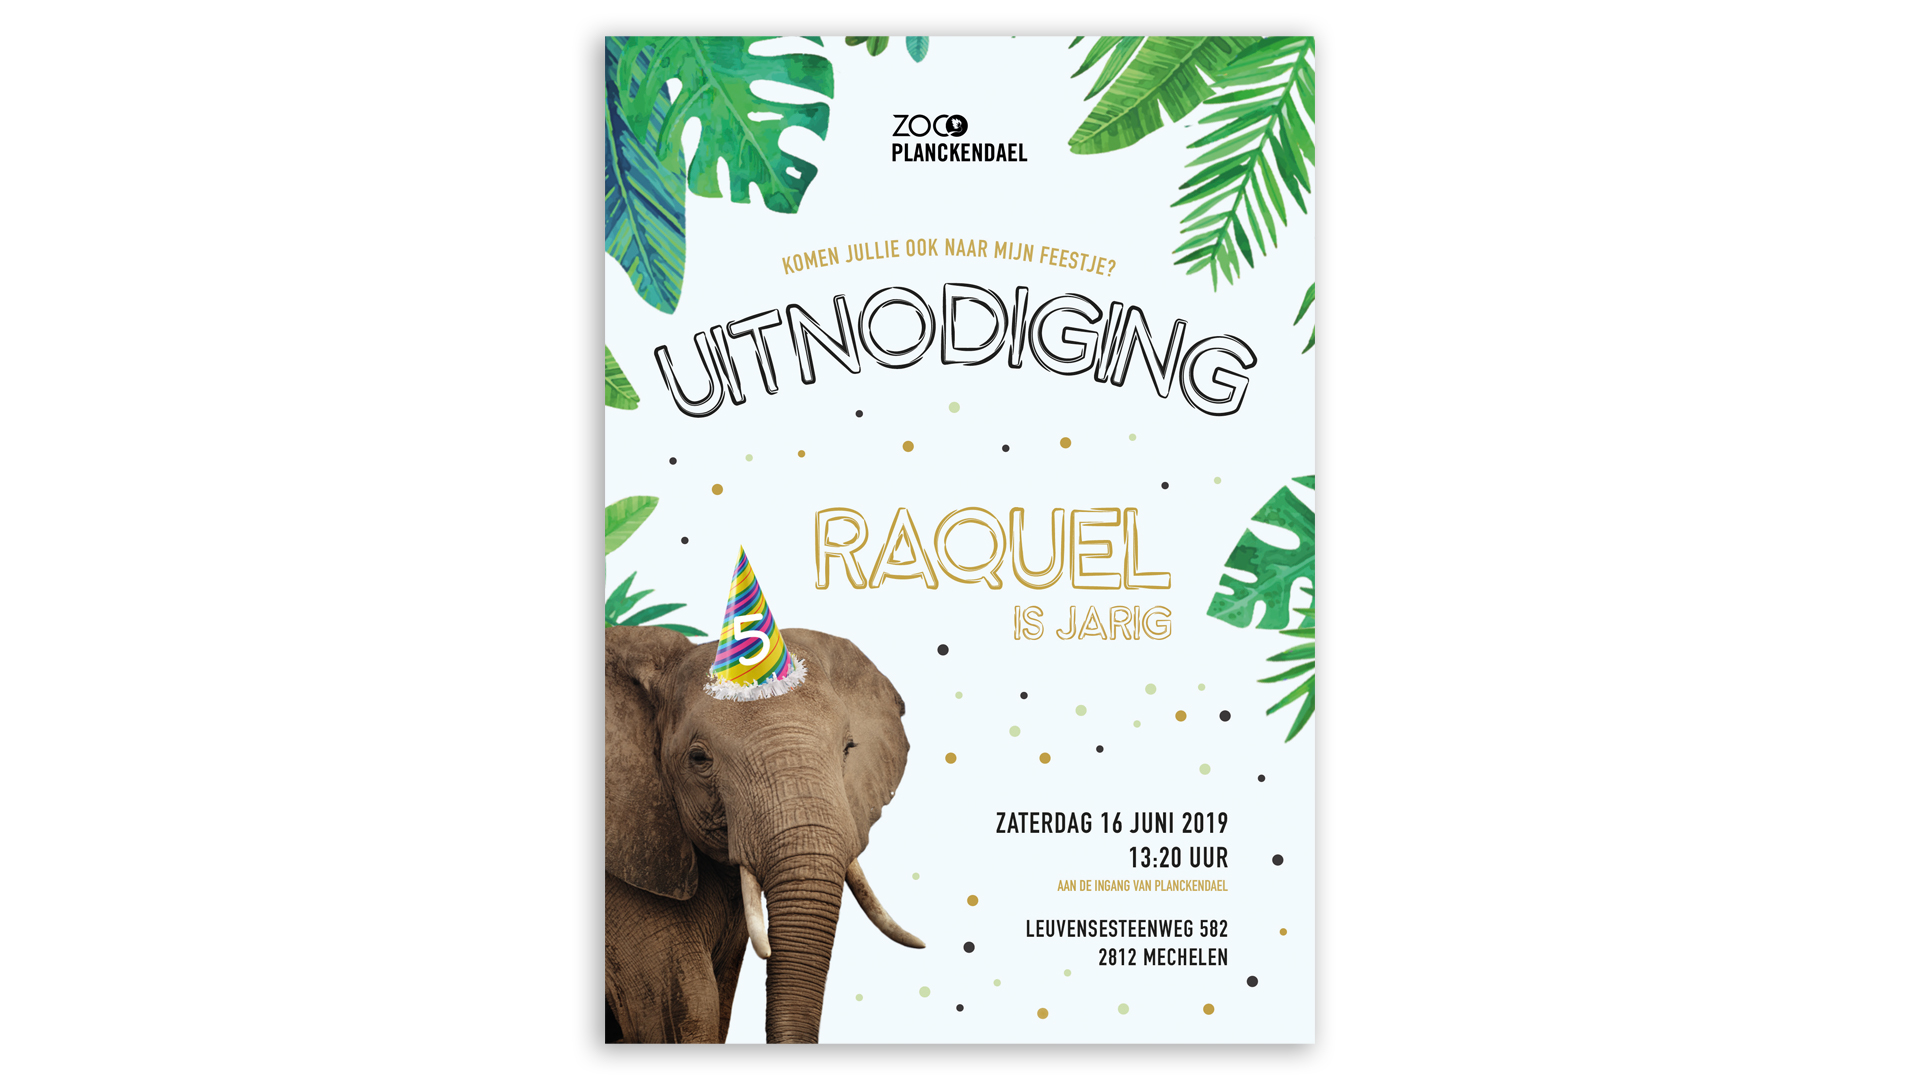 ZOO
PLANCKENDAEL
KOMEN JULLIE OOK NAAR MIJN FEESTJE?
UITNODIGING
RAQUEL
IS JARIG
5
ZATERDAG 16 JUNI 2019
13:20 UUR
AAN DE INGANG VAN PLANCKENDAEL
LEUVENSESTEENWEG 582
2812 MECHELEN